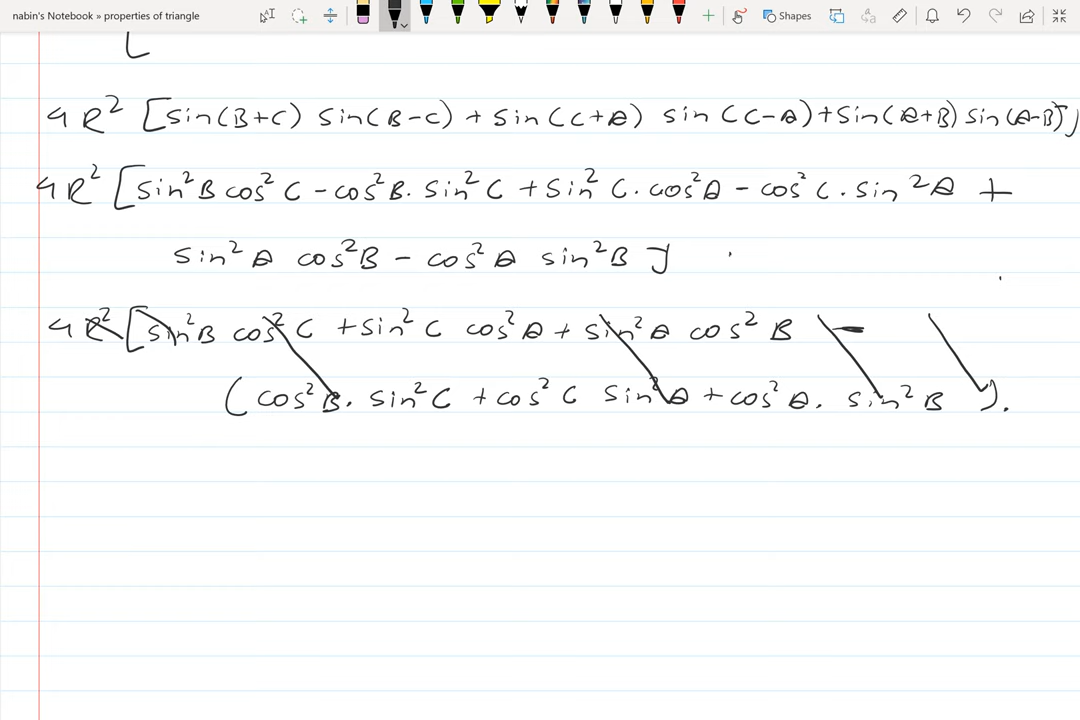 nabin's Notebook » properties of triangle
Shapes
[
4R² [sin(B+C) sin(B-C) + sin(C+A) sin(C-A) + sin(A+B) sin(A-B)]
4R² [sin²B cos²C - cos²B. sin²C + sin²C. cos²A - cos²C. sin²A +
sin²A cos²B - cos²A sin²B ]
4R² [sin²B cos²C + sin²C cos²A + sin²A cos²B -
(cos²B. sin²C + cos²C sin²A + cos²A. sin²B ).